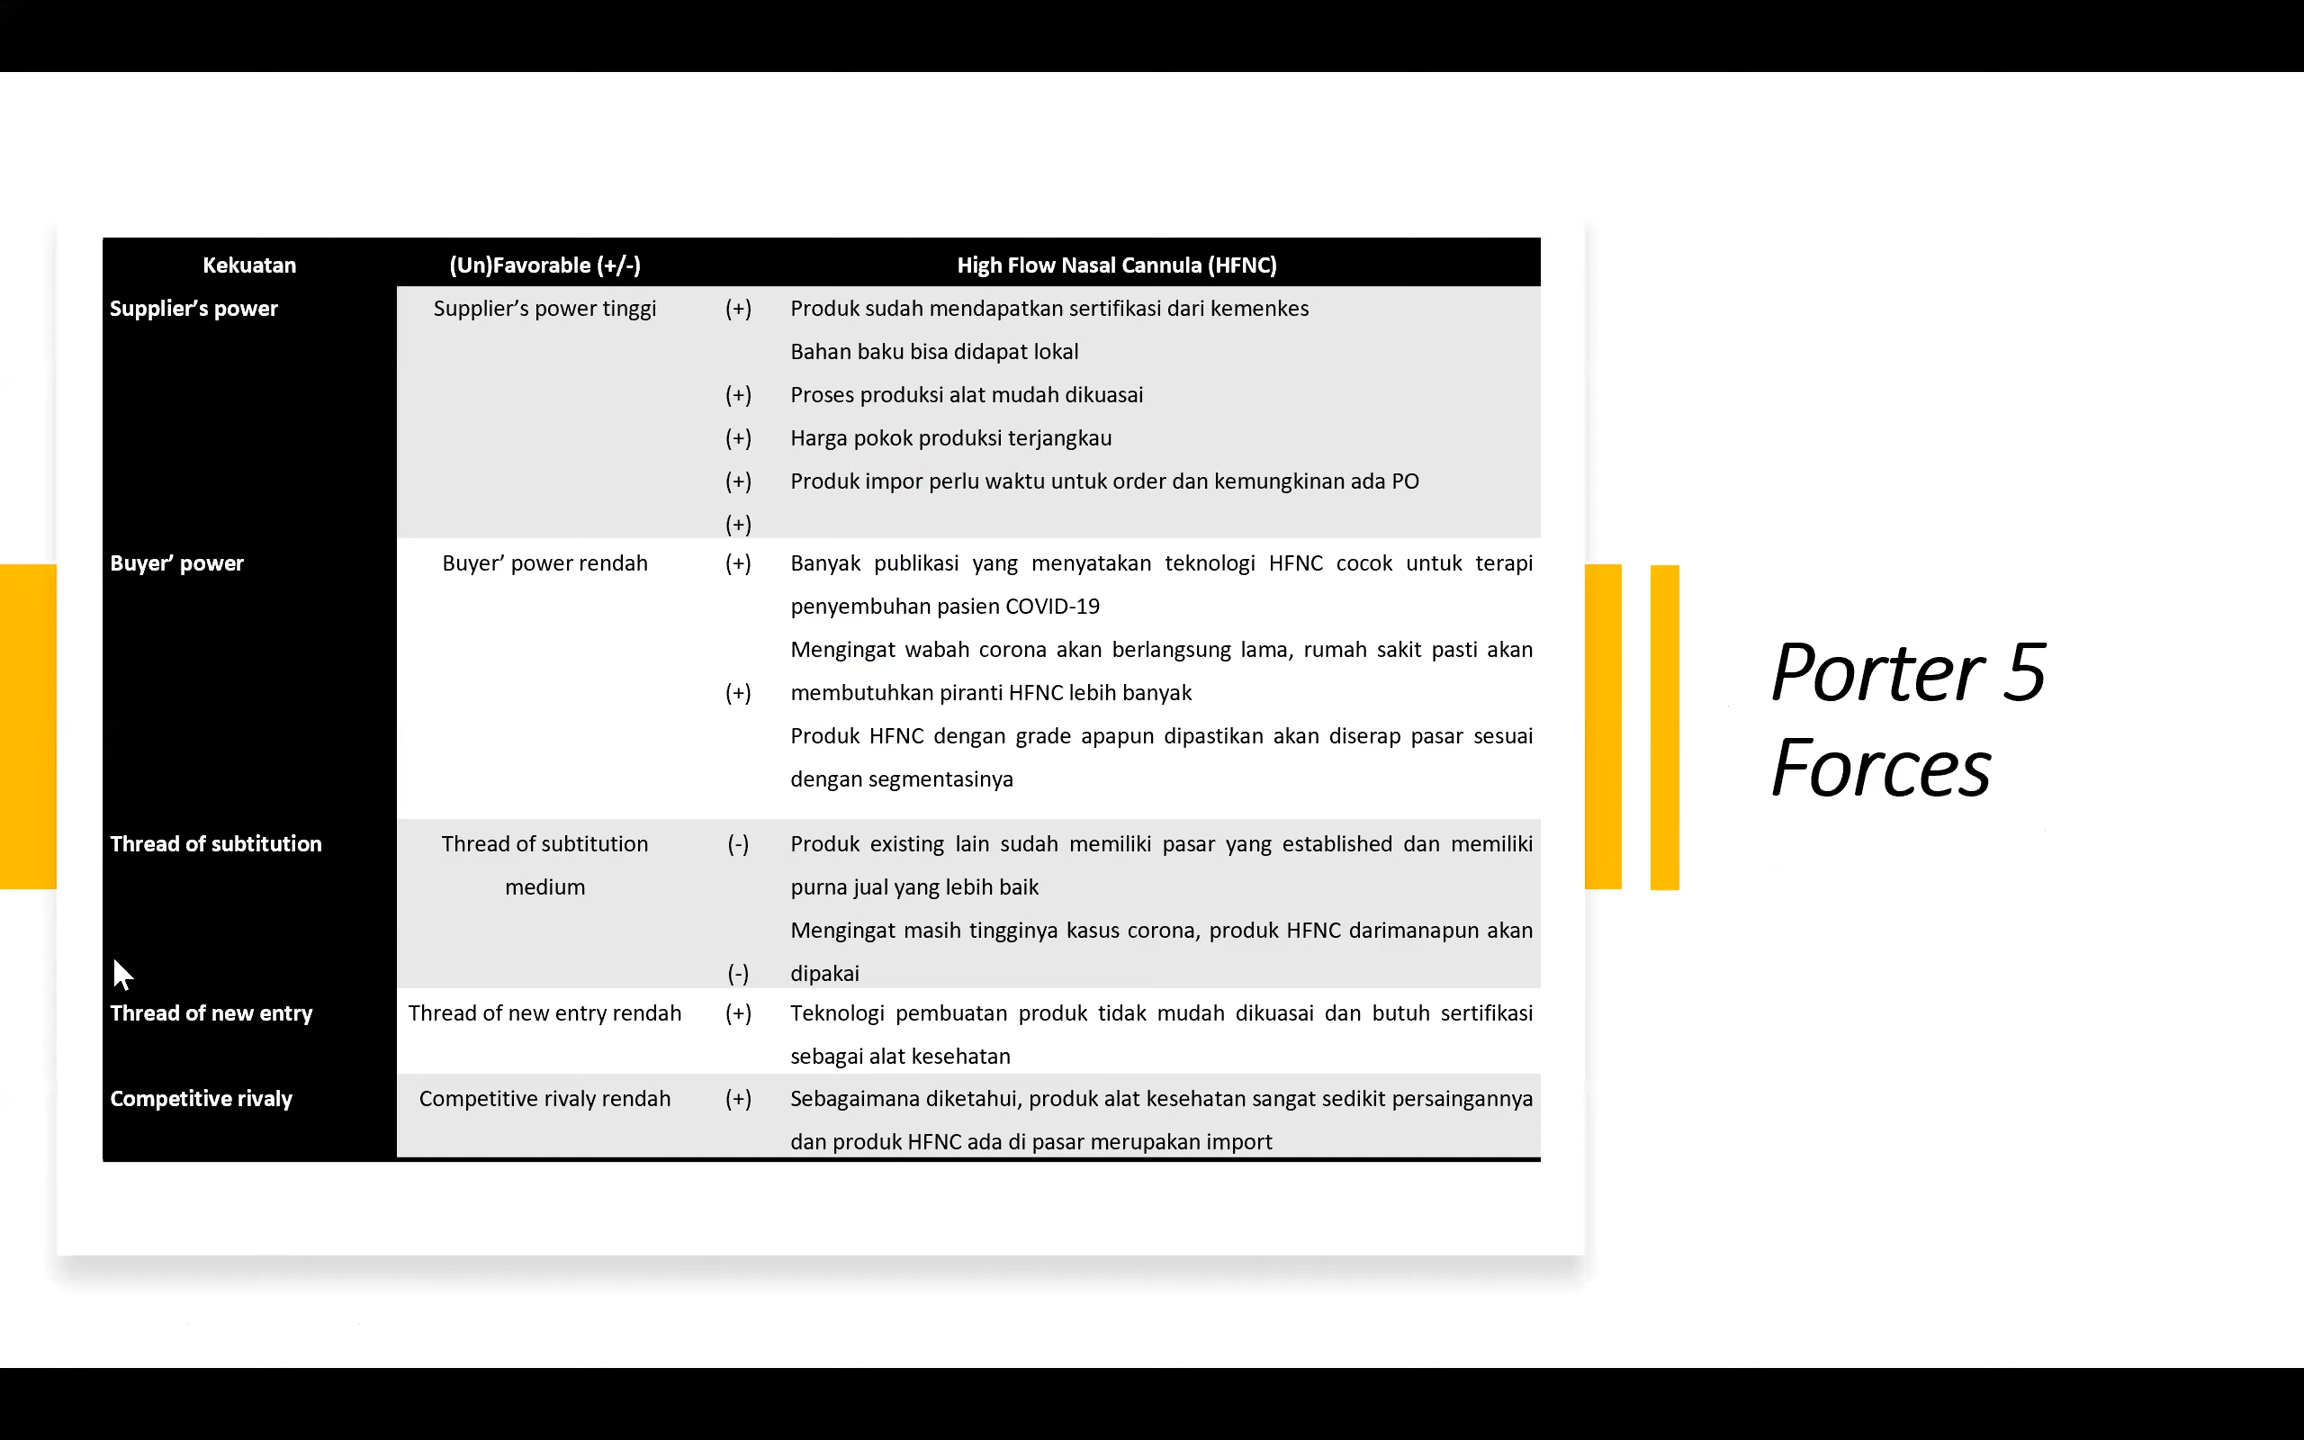 Kekuatan (Un)Favorable (+/-) High Flow Nasal Cannula (HFNC)
Supplier's power Supplier's power tinggi (+) Produk sudah mendapatkan sertifikasi dari kemenkes
Bahan baku bisa didapat lokal
(+) Proses produksi alat mudah dikuasai
(+) Harga pokok produksi terjangkau
(+) Produk impor perlu waktu untuk order dan kemungkinan ada PO
(+)
Buyer' power Buyer' power rendah (+) Banyak publikasi yang menyatakan teknologi HFNC cocok untuk terapi
penyembuhan pasien COVID-19
Mengingat wabah corona akan berlangsung lama, rumah sakit pasti akan
(+) membutuhkan piranti HFNC lebih banyak
Produk HFNC dengan grade apapun dipastikan akan diserap pasar sesuai
dengan segmentasinya
Thread of subtitution Thread of subtitution (-) Produk existing lain sudah memiliki pasar yang established dan memiliki
medium purna jual yang lebih baik
Mengingat masih tingginya kasus corona, produk HFNC darimanapun akan
(-) dipakai
Thread of new entry Thread of new entry rendah (+) Teknologi pembuatan produk tidak mudah dikuasai dan butuh sertifikasi
sebagai alat kesehatan
Competitive rivaly Competitive rivaly rendah (+) Sebagaimana diketahui, produk alat kesehatan sangat sedikit persaingannya
dan produk HFNC ada di pasar merupakan import
Porter 5
Forces